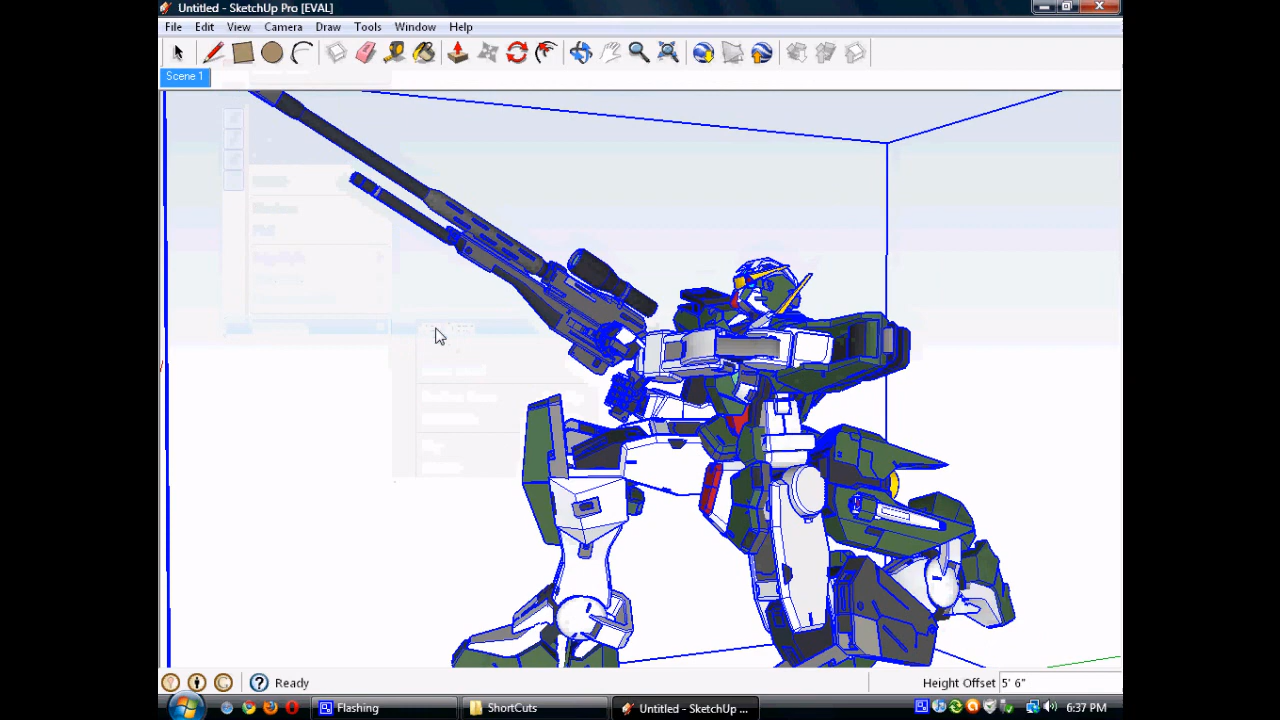 Untitled - SketchUp Pro [EVAL]
File Edit View Camera Draw Tools Window Help
Scene 1
Ready
Height Offset 5' 6"
Flashing ShortCuts Untitled - SketchUp ... 6:37 PM